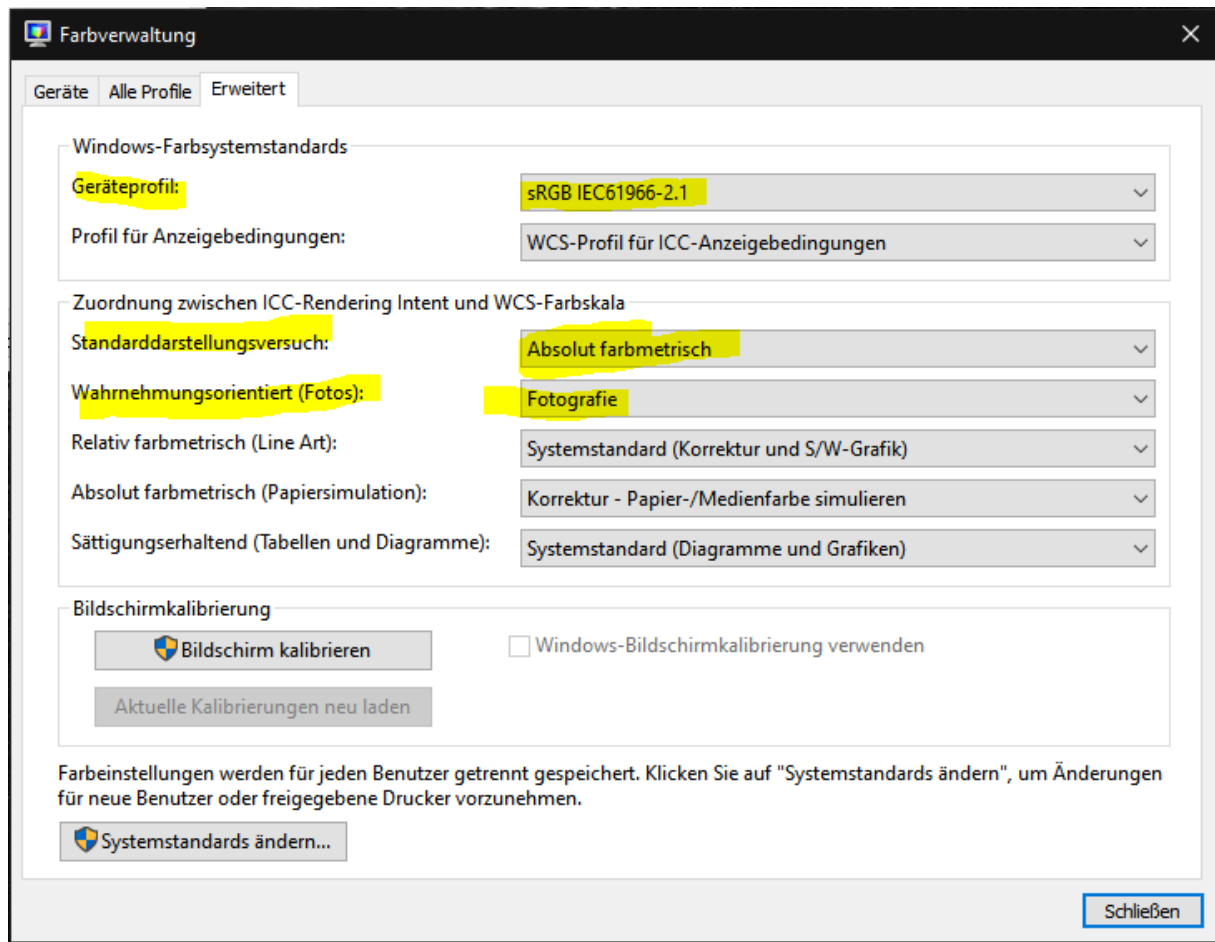 Farbverwaltung
Geräte Alle Profile Erweitert
Windows-Farbsystemstandards
Geräteprofil: sRGB IEC61966-2.1
Profil für Anzeigebedingungen: WCS-Profil für ICC-Anzeigebedingungen
Zuordnung zwischen ICC-Rendering Intent und WCS-Farbskala
Standarddarstellungsversuch: Absolut farbmetrisch
Wahrnehmungsorientiert (Fotos): Fotografie
Relativ farbmetrisch (Line Art): Systemstandard (Korrektur und S/W-Grafik)
Absolut farbmetrisch (Papiersimulation): Korrektur - Papier-/Medienfarbe simulieren
Sättigungserhaltend (Tabellen und Diagramme): Systemstandard (Diagramme und Grafiken)
Bildschirmkalibrierung
Bildschirm kalibrieren Windows-Bildschirmkalibrierung verwenden
Aktuelle Kalibrierungen neu laden
Farbeinstellungen werden für jeden Benutzer getrennt gespeichert. Klicken Sie auf "Systemstandards ändern", um Änderungen
für neue Benutzer oder freigegebene Drucker vorzunehmen.
Systemstandards ändern...
Schließen